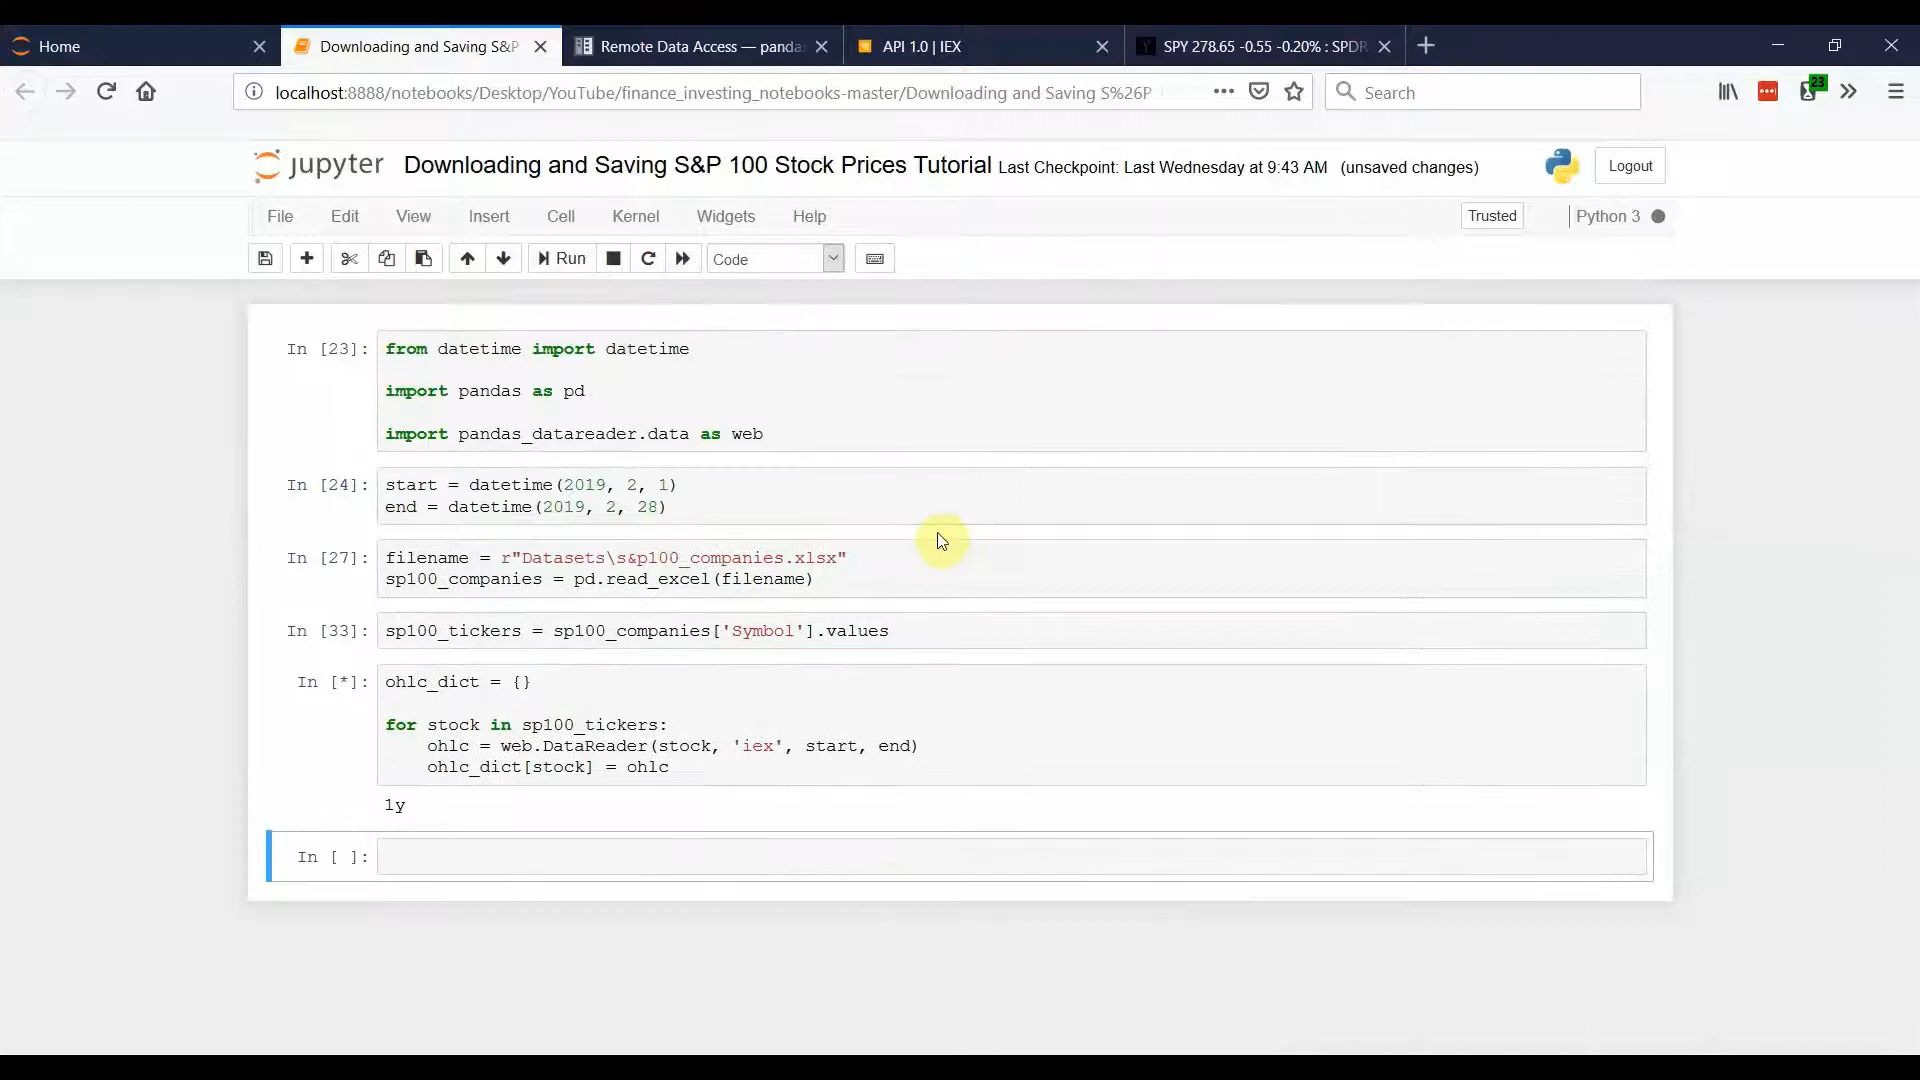 Home
Downloading and Saving S&P
Remote Data Access — panda
API 1.0 | IEX
SPY 278.65 -0.55 -0.20% : SPDR
localhost:8888/notebooks/Desktop/YouTube/finance_investing_notebooks-master/Downloading and Saving S%26P
Search
23
jupyter Downloading and Saving S&P 100 Stock Prices Tutorial Last Checkpoint: Last Wednesday at 9:43 AM (unsaved changes)
Logout
File Edit View Insert Cell Kernel Widgets Help
Trusted
Python 3
Run
Code
In [23]: from datetime import datetime
import pandas as pd
import pandas_datareader.data as web
In [24]: start = datetime(2019, 2, 1)
end = datetime(2019, 2, 28)
In [27]: filename = r"Datasets\s&p100_companies.xlsx"
sp100_companies = pd.read_excel(filename)
In [33]: sp100_tickers = sp100_companies['Symbol'].values
In [*]: ohlc_dict = {}
for stock in sp100_tickers:
ohlc = web.DataReader(stock, 'iex', start, end)
ohlc_dict[stock] = ohlc
1y
In [ ]: